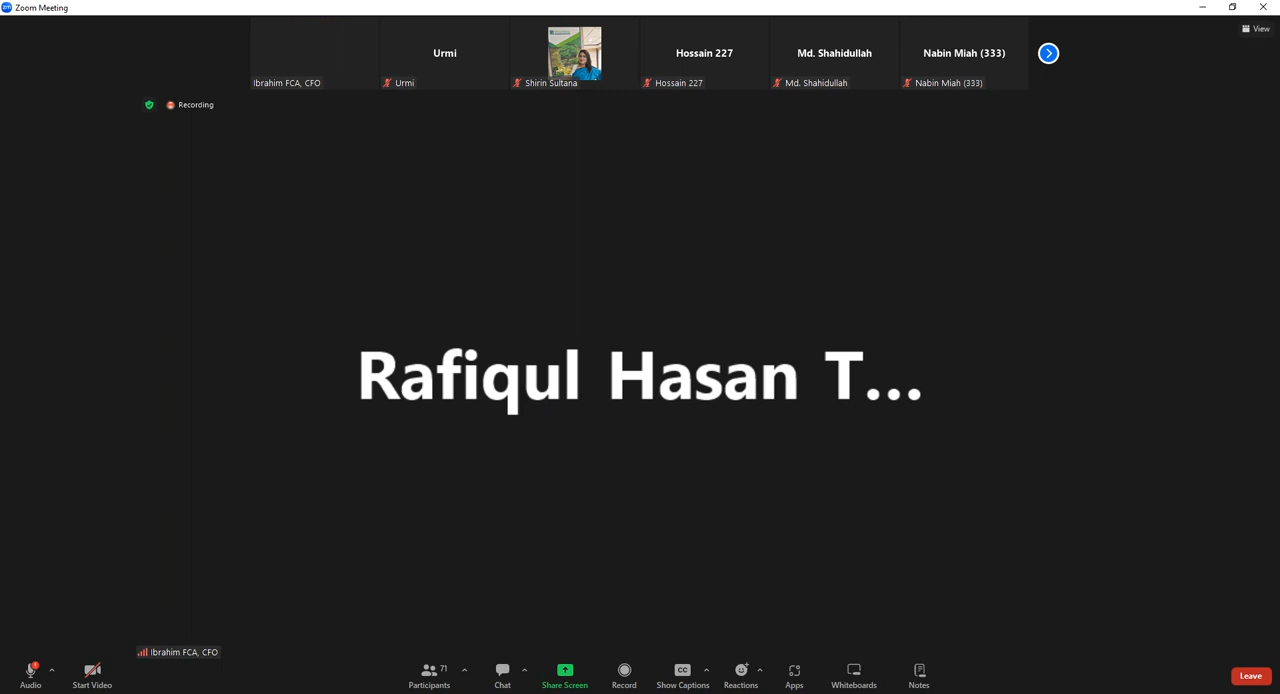 Zoom Meeting
View
Urmi
Hossain 227
Md. Shahidullah
Nabin Miah (333)
Ibrahim FCA, CFO
Urmi
Shirin Sultana
Hossain 227
Md. Shahidullah
Nabin Miah (333)
Recording
Rafiqul Hasan T...
Ibrahim FCA, CFO
71
CC
Audio
Start Video
Participants
Chat
Share Screen
Record
Show Captions
Reactions
Apps
Whiteboards
Notes
Leave